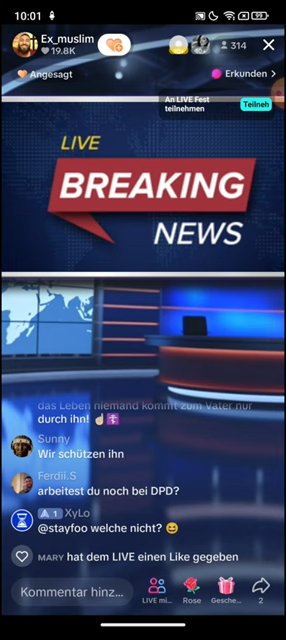 10:01
99
Ex_muslim
19.8K
314
Angesagt
Erkunden >
An LIVE Fest
teilnehmen
Teilneh
LIVE
BREAKING
NEWS
das Leben niemand kommt zum Vater nur
durch ihn! ☝🏻✝️
Sunny
Wir schützen ihn
Ferdii.S
arbeitest du noch bei DPD?
1 XyLo
@stayfoo welche nicht? 😆
MARY hat dem LIVE einen Like gegeben
Kommentar hinz...
LIVE mi...
Rose
Gesche...
2